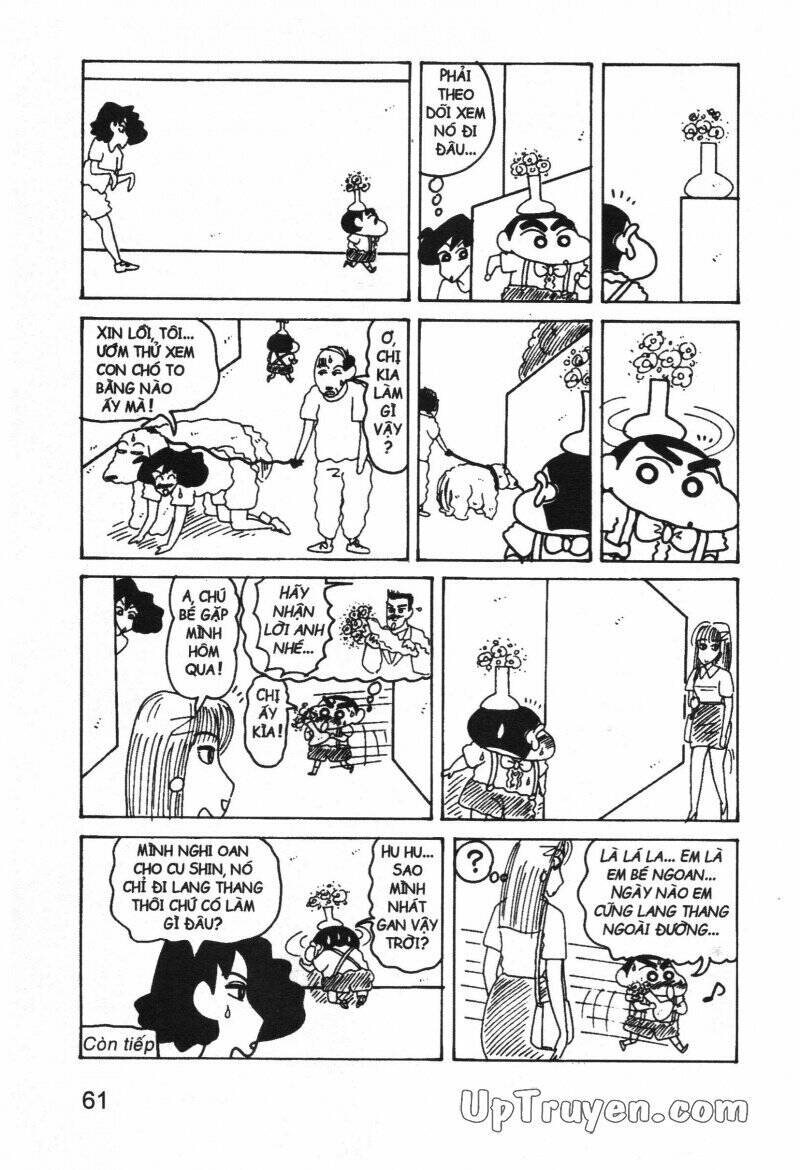 PHẢI
THEO
DÕI XEM
NÓ ĐI
ĐÂU...
XIN LỖI, TÔI...
ƯỚM THỬ XEM
CON CHÓ TO
BẰNG NÀO
ẤY MÀ!
Ơ,
CHỊ
KIA
LÀM
GÌ
VẬY
?
A, CHÚ
BÉ GẶP
MÌNH
HÔM
QUA!
HÃY
NHẬN
LỜI ANH
NHÉ...
CHỊ
ẤY
KÌA!
MÌNH NGHI OAN
CHO CU SHIN, NÓ
CHỈ ĐI LANG THANG
THÔI CHỨ CÓ LÀM
GÌ ĐÂU?
HU HU...
SAO
MÌNH
NHÁT
GAN VẬY
TRỜI?
?
LÀ LÁ LA... EM LÀ
EM BÉ NGOAN...
NGÀY NÀO EM
CŨNG LANG THANG
NGOÀI ĐƯỜNG...
Còn tiếp
61
UpTruyen.com